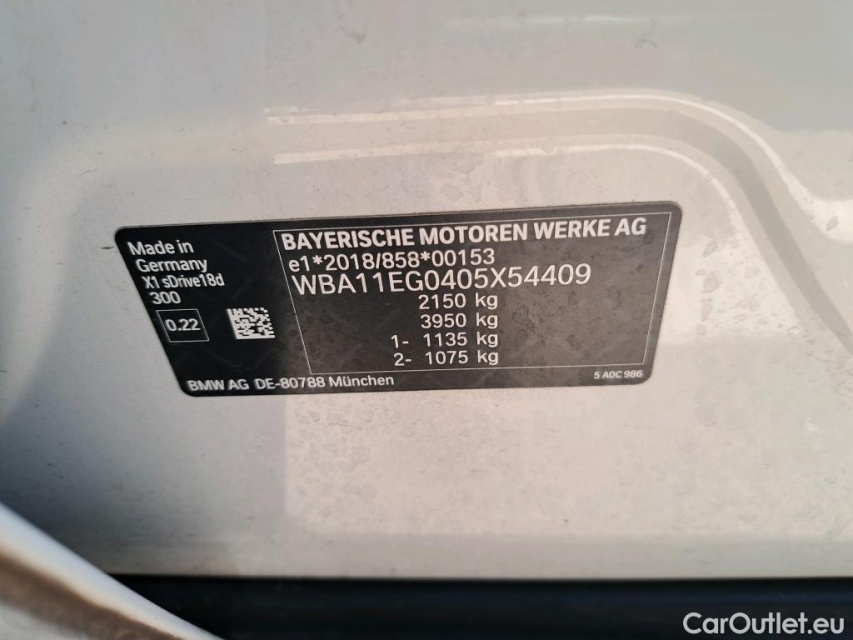 Made in
Germany
X1 sDrive18d
300
0.22
BAYERISCHE MOTOREN WERKE AG
e1*2018/858*00153
WBA11EG0405X54409
2150 kg
3950 kg
1- 1135 kg
2- 1075 kg
BMW AG DE-80788 München
5 A0C 986
CarOutlet.eu